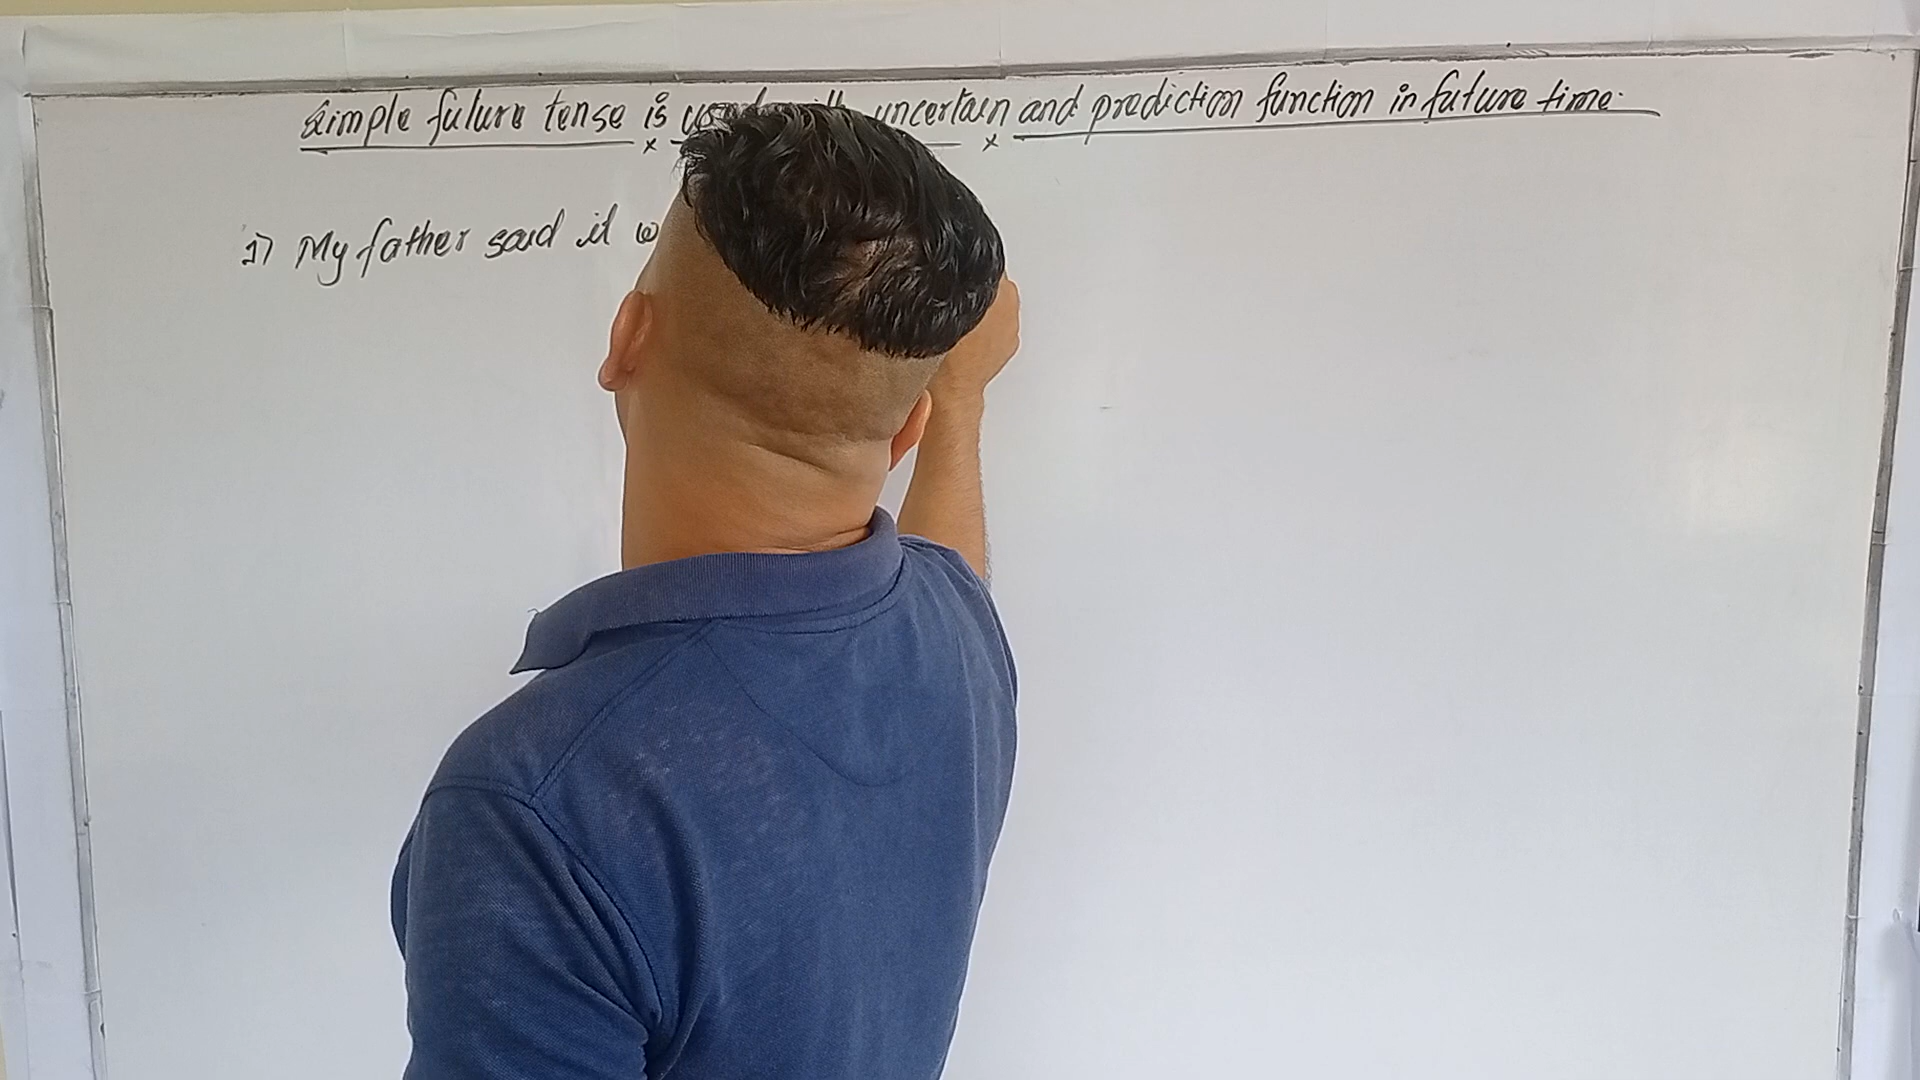 Simple future tense is uncertain and prediction function in future time.
1) My father said it w